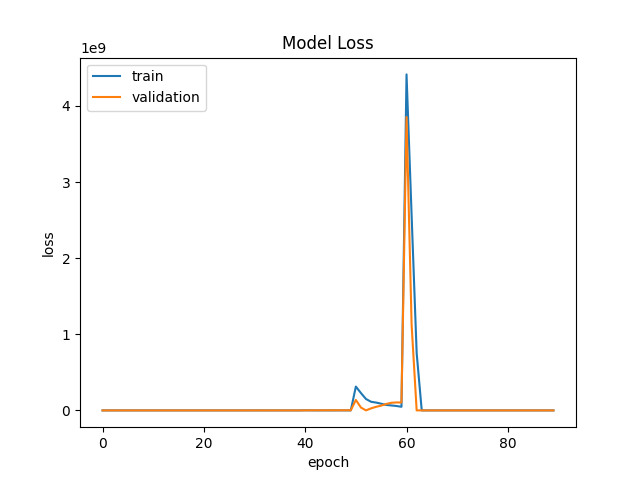 Model Loss
1e9
train
validation
4
3
2
1
0
loss
0 20 40 60 80
epoch